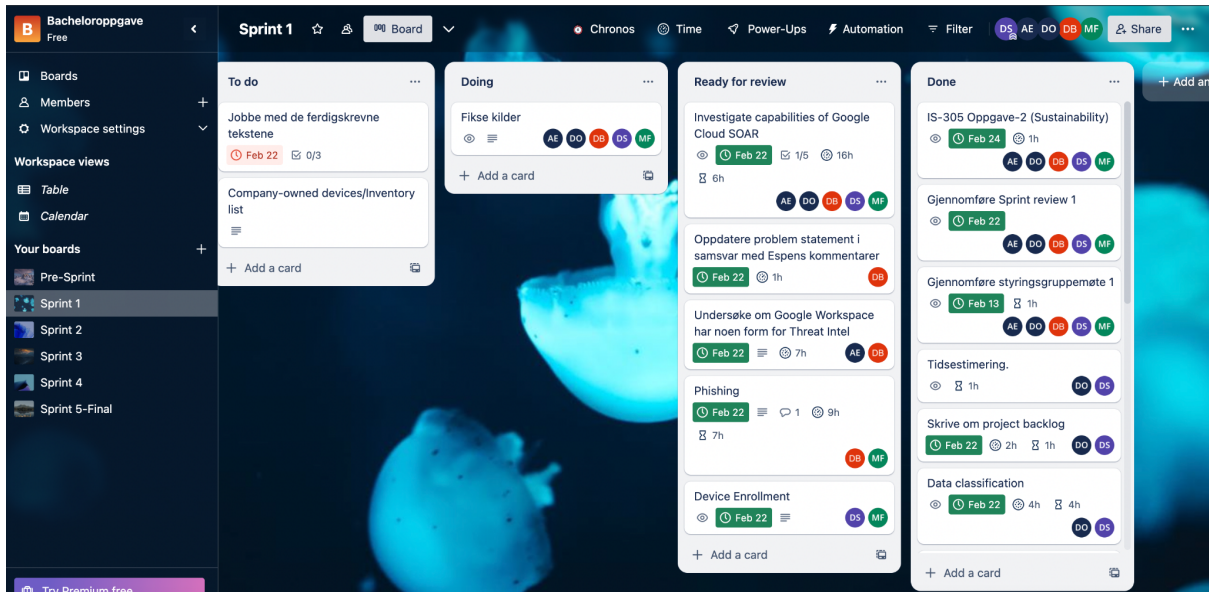 B
Bacheloroppgave
Free
Boards
Members
Workspace settings
Workspace views
Table
Calendar
Your boards
Pre-Sprint
Sprint 1
Sprint 2
Sprint 3
Sprint 4
Sprint 5-Final
Try Premium free
Sprint 1
Board
Chronos
Time
Power-Ups
Automation
Filter
DS AE DO DB MF
Share
To do
Jobbe med de ferdigskrevne
tekstene
Feb 22 0/3
Company-owned devices/Inventory
list
+ Add a card
Doing
Fikse kilder
AE DO DB DS MF
+ Add a card
Ready for review
Investigate capabilities of Google
Cloud SOAR
Feb 22 1/5 16h
6h
AE DO DB DS MF
Oppdatere problem statement i
samsvar med Espens kommentarer
Feb 22 1h DB
Undersøke om Google Workspace
har noen form for Threat Intel
Feb 22 7h AE DB
Phishing
Feb 22 1 9h
7h
DB MF
Device Enrollment
Feb 22 DS MF
+ Add a card
Done
IS-305 Oppgave-2 (Sustainability)
Feb 24 1h
AE DO DB DS MF
Gjennomføre Sprint review 1
Feb 22
AE DO DB DS MF
Gjennomføre styringsgruppemøte 1
Feb 13 1h
AE DO DB DS MF
Tidsestimering.
1h DO DS
Skrive om project backlog
Feb 22 2h 1h DO DS
Data classification
Feb 22 4h 4h
DO DS
+ Add a card
+ Add an